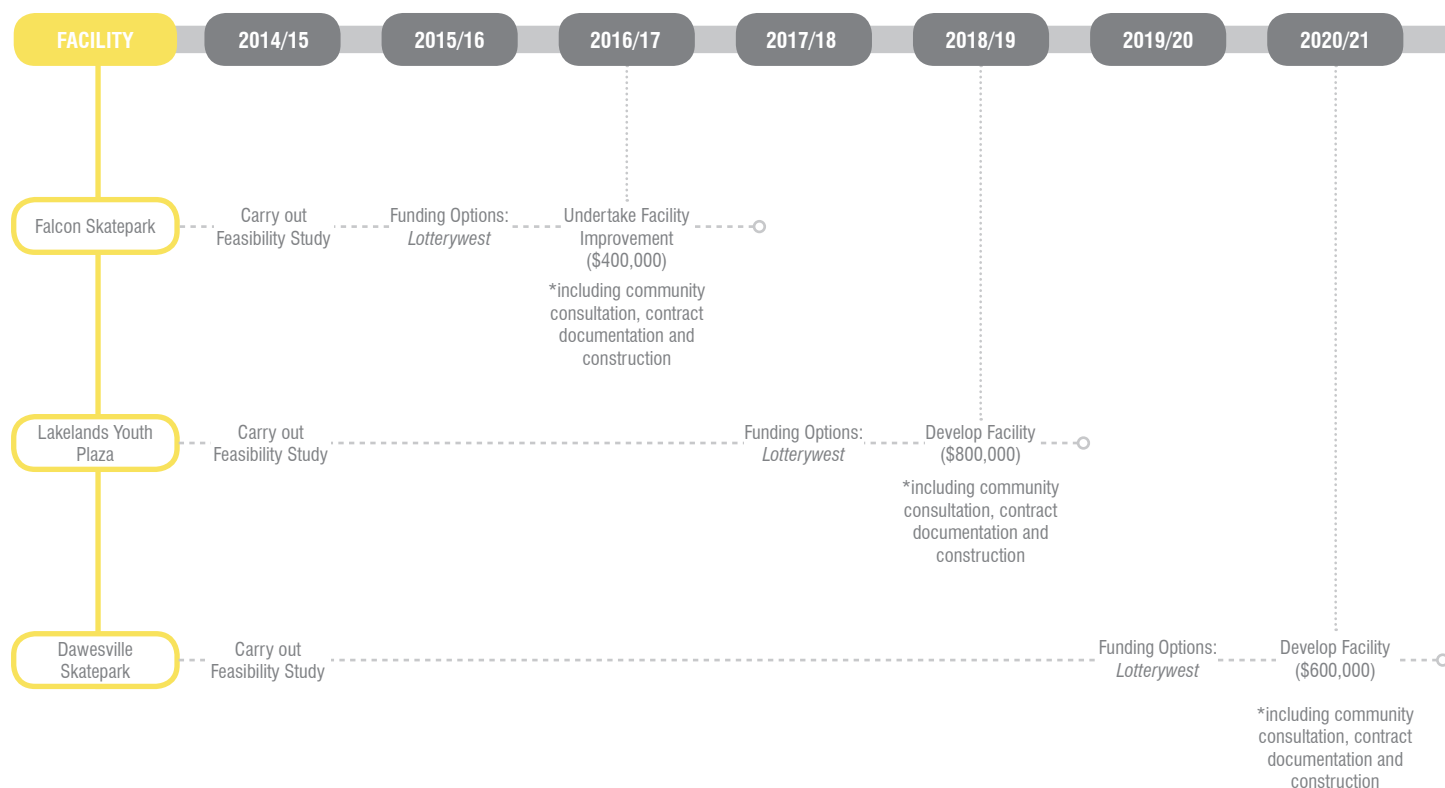 FACILITY
2014/15
2015/16
2016/17
2017/18
2018/19
2019/20
2020/21
Falcon Skatepark
Carry out
Feasibility Study
Funding Options:
Lotterywest
Undertake Facility
Improvement
($400,000)
*including community
consultation, contract
documentation and
construction
Lakelands Youth
Plaza
Carry out
Feasibility Study
Funding Options:
Lotterywest
Develop Facility
($800,000)
*including community
consultation, contract
documentation and
construction
Dawesville
Skatepark
Carry out
Feasibility Study
Funding Options:
Lotterywest
Develop Facility
($600,000)
*including community
consultation, contract
documentation and
construction